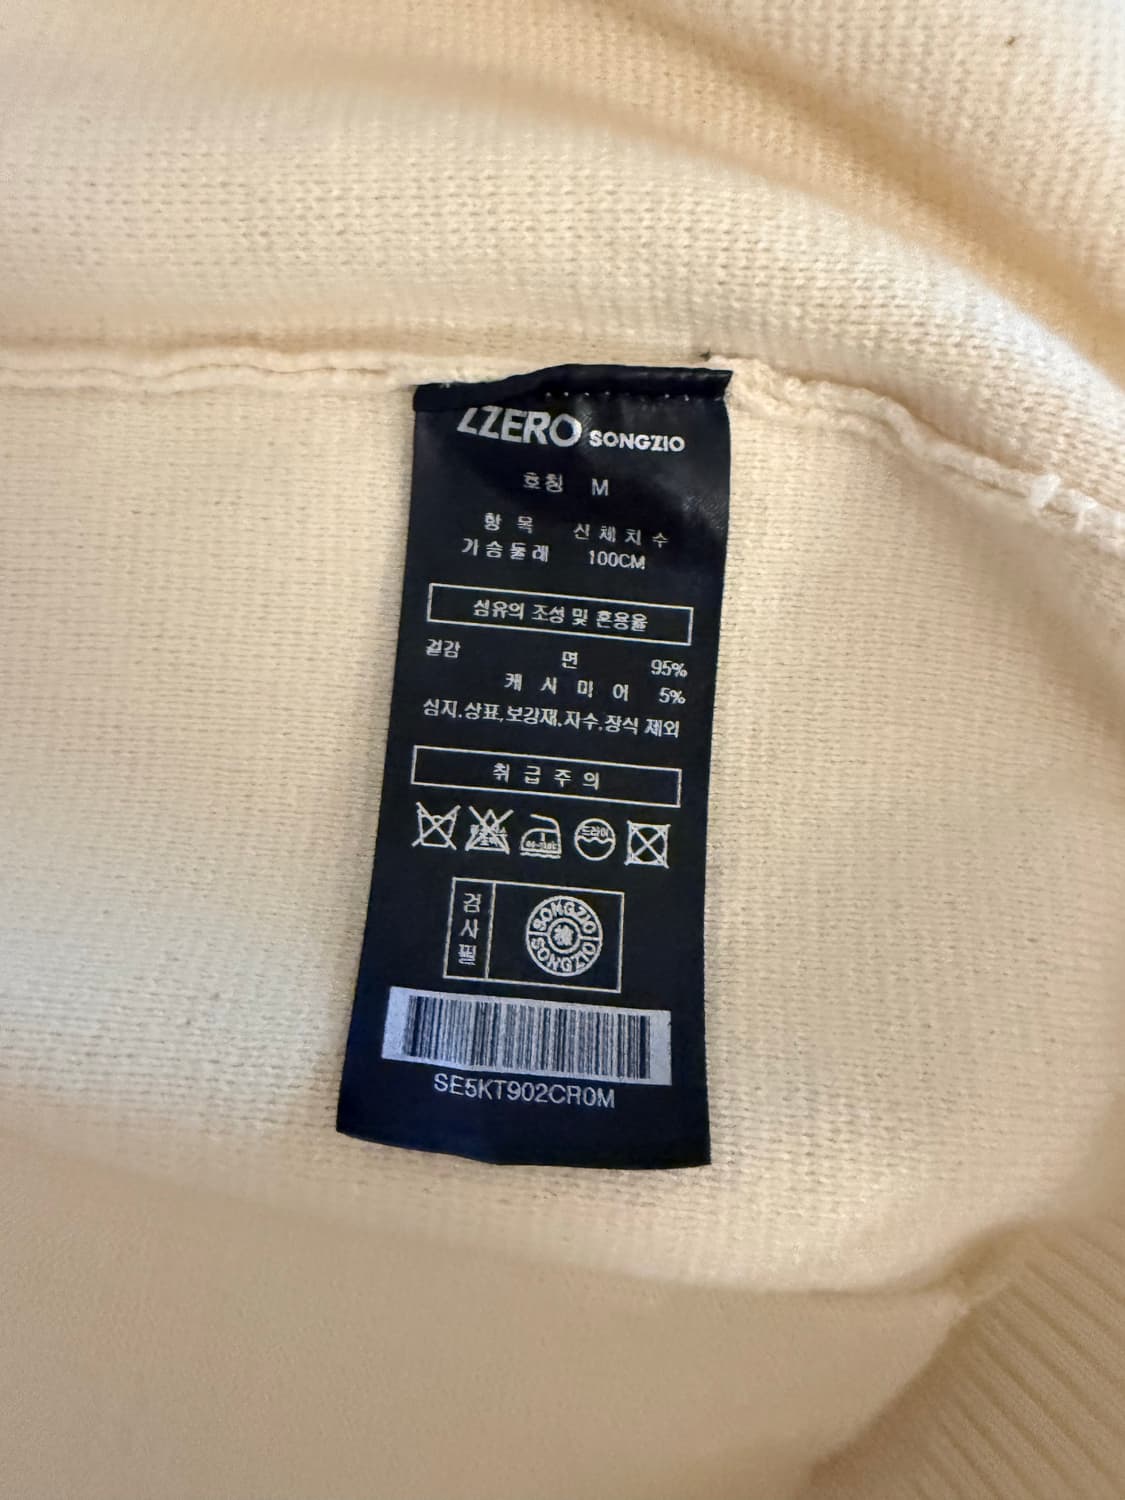 ZZERO SONGZIO
호칭 M
항 목 신 체 치 수
가슴둘레 100CM
섬유의 조성 및 혼용율
겉감 면 95%
캐 시 미 어 5%
심지,상표,보강재,자수,장식 제외
취 급 주 의
드라이
검사필
SONGZIO
SONGZIO
SE5KT902CR0M